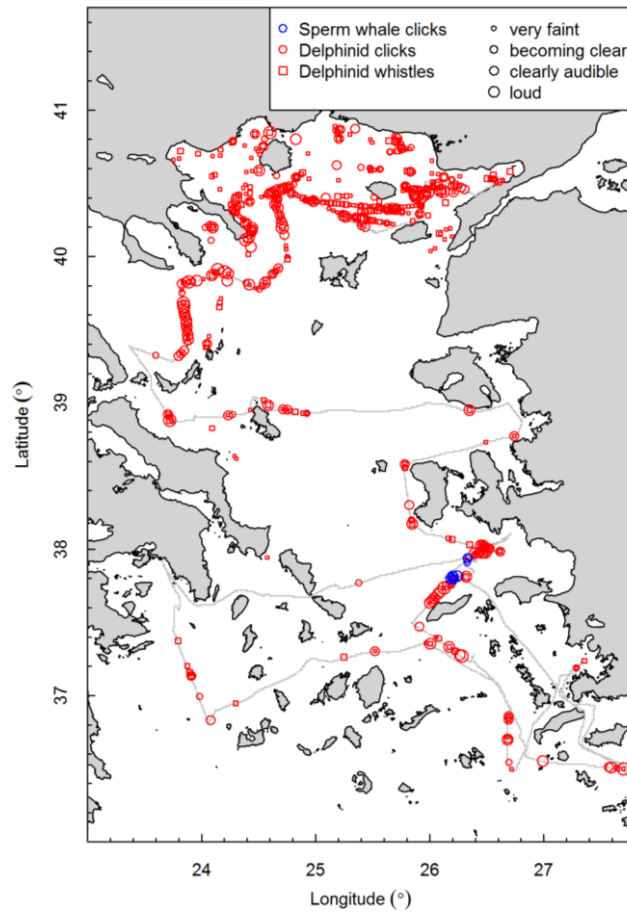 Sperm whale clicks
Delphinid clicks
Delphinid whistles
very faint
becoming clear
clearly audible
loud
41
40
39
38
37
Latitude (°)
24 25 26 27
Longitude (°)